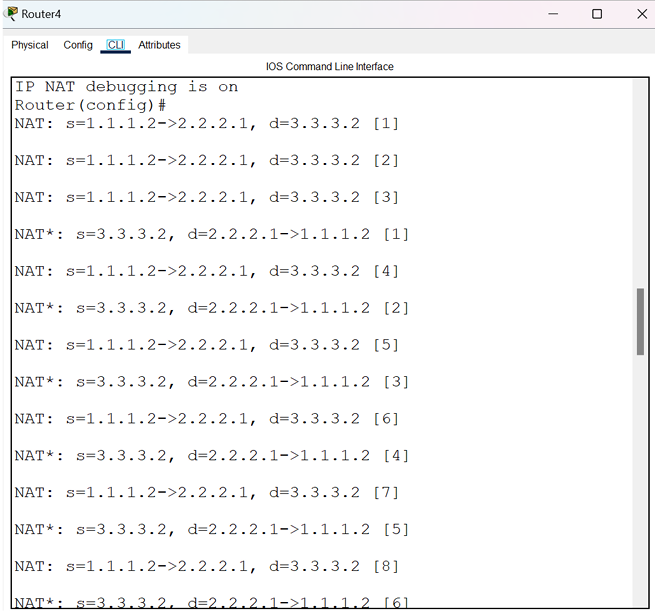 Router4
Physical Config CLI Attributes
IOS Command Line Interface
IP NAT debugging is on
Router(config)#
NAT: s=1.1.1.2->2.2.2.1, d=3.3.3.2 [1]
NAT: s=1.1.1.2->2.2.2.1, d=3.3.3.2 [2]
NAT: s=1.1.1.2->2.2.2.1, d=3.3.3.2 [3]
NAT*: s=3.3.3.2, d=2.2.2.1->1.1.1.2 [1]
NAT: s=1.1.1.2->2.2.2.1, d=3.3.3.2 [4]
NAT*: s=3.3.3.2, d=2.2.2.1->1.1.1.2 [2]
NAT: s=1.1.1.2->2.2.2.1, d=3.3.3.2 [5]
NAT*: s=3.3.3.2, d=2.2.2.1->1.1.1.2 [3]
NAT: s=1.1.1.2->2.2.2.1, d=3.3.3.2 [6]
NAT*: s=3.3.3.2, d=2.2.2.1->1.1.1.2 [4]
NAT: s=1.1.1.2->2.2.2.1, d=3.3.3.2 [7]
NAT*: s=3.3.3.2, d=2.2.2.1->1.1.1.2 [5]
NAT: s=1.1.1.2->2.2.2.1, d=3.3.3.2 [8]
NAT*: s=3.3.3.2, d=2.2.2.1->1.1.1.2 [6]